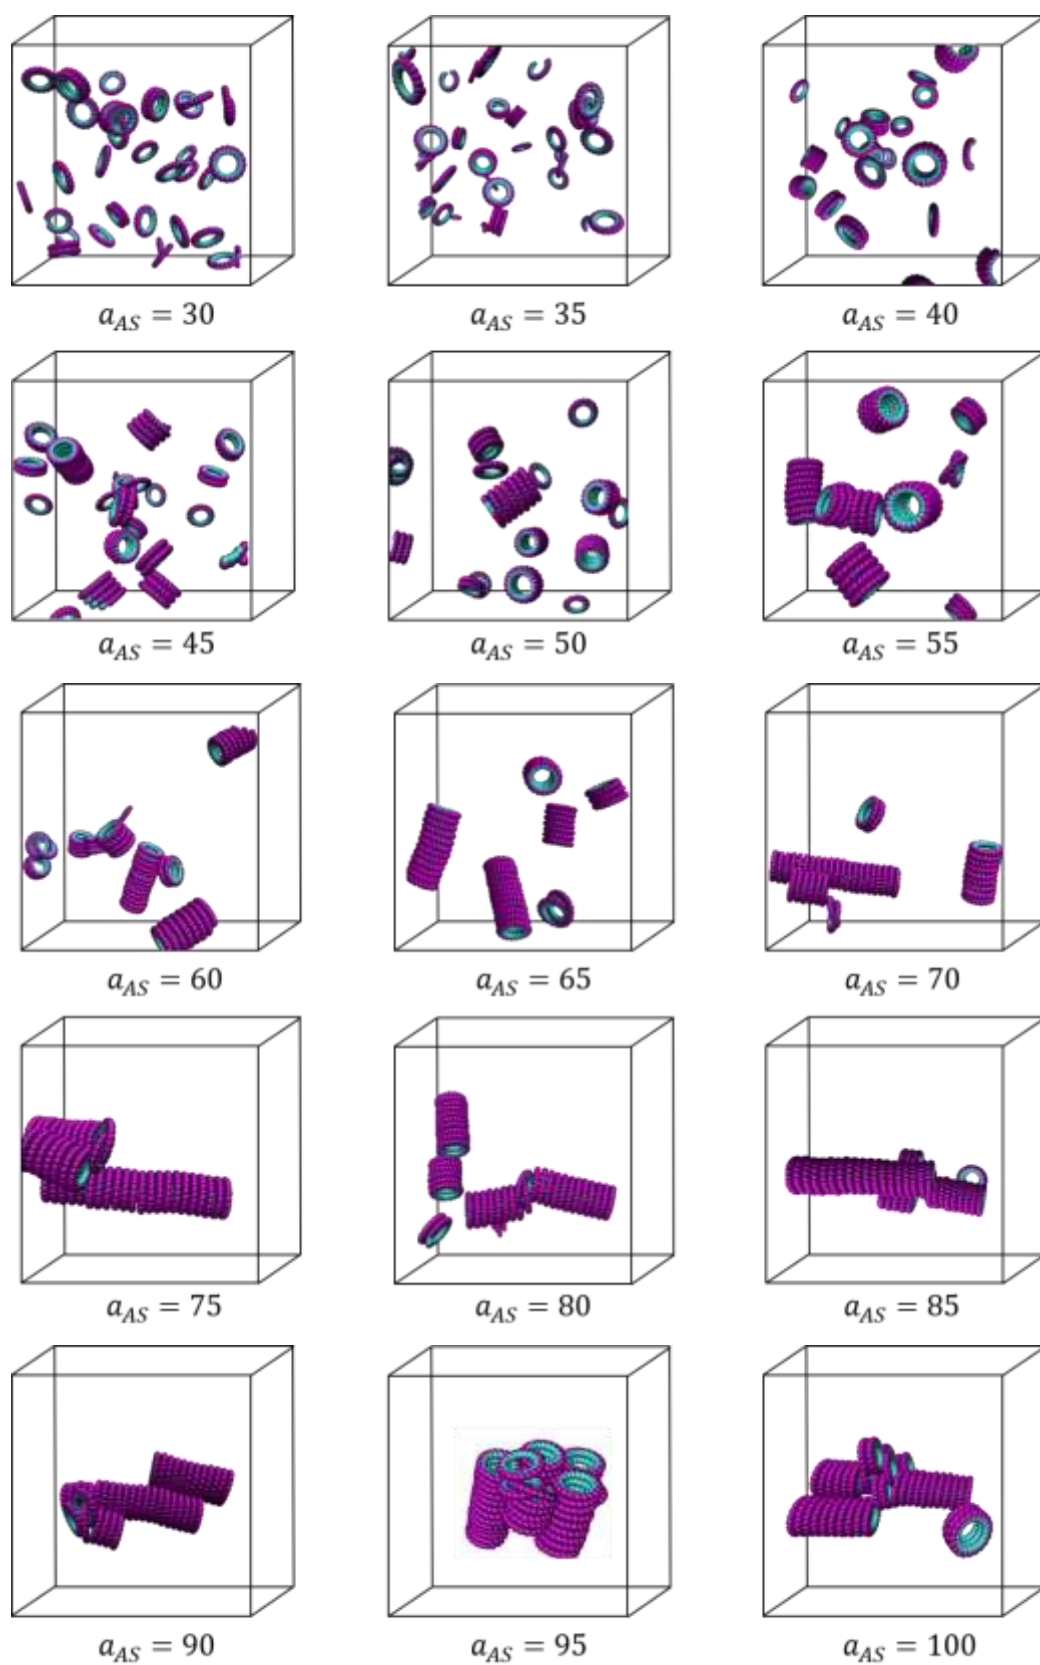 a_AS = 30
a_AS = 35
a_AS = 40
a_AS = 45
a_AS = 50
a_AS = 55
a_AS = 60
a_AS = 65
a_AS = 70
a_AS = 75
a_AS = 80
a_AS = 85
a_AS = 90
a_AS = 95
a_AS = 100